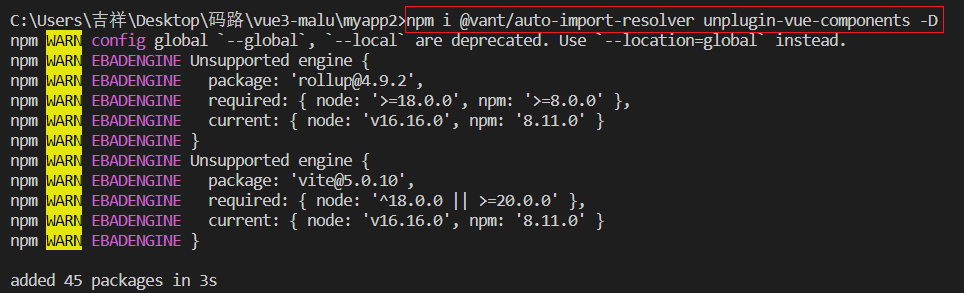 C:\Users\吉祥\Desktop\码路\vue3-malu\myapp2>npm i @vant/auto-import-resolver unplugin-vue-components -D
npm WARN config global `--global`, `--local` are deprecated. Use `--location=global` instead.
npm WARN EBADENGINE Unsupported engine {
npm WARN EBADENGINE   package: 'rollup@4.9.2',
npm WARN EBADENGINE   required: { node: '>=18.0.0', npm: '>=8.0.0' },
npm WARN EBADENGINE   current: { node: 'v16.16.0', npm: '8.11.0' }
npm WARN EBADENGINE }
npm WARN EBADENGINE Unsupported engine {
npm WARN EBADENGINE   package: 'vite@5.0.10',
npm WARN EBADENGINE   required: { node: '^18.0.0 || >=20.0.0' },
npm WARN EBADENGINE   current: { node: 'v16.16.0', npm: '8.11.0' }
npm WARN EBADENGINE }
added 45 packages in 3s